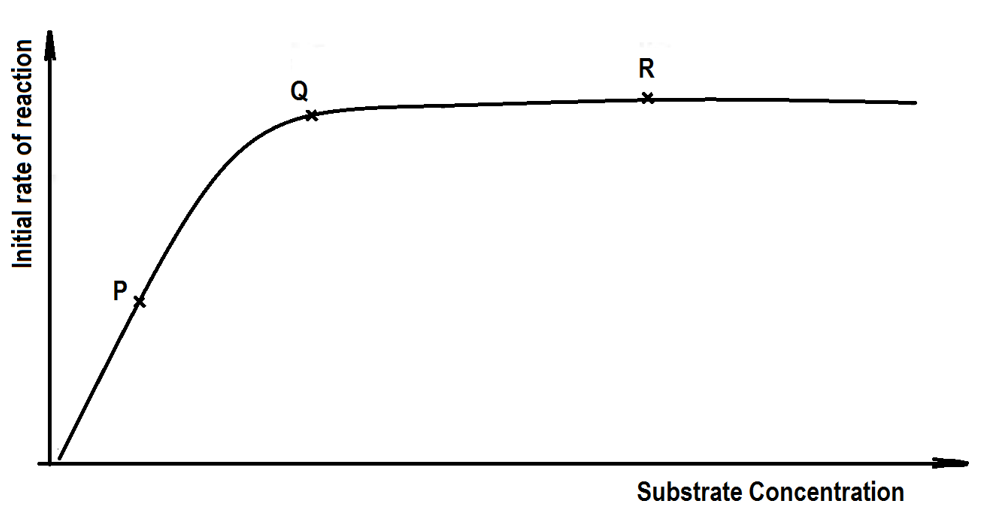 R
Q
Initial rate of reaction
P
Substrate Concentration